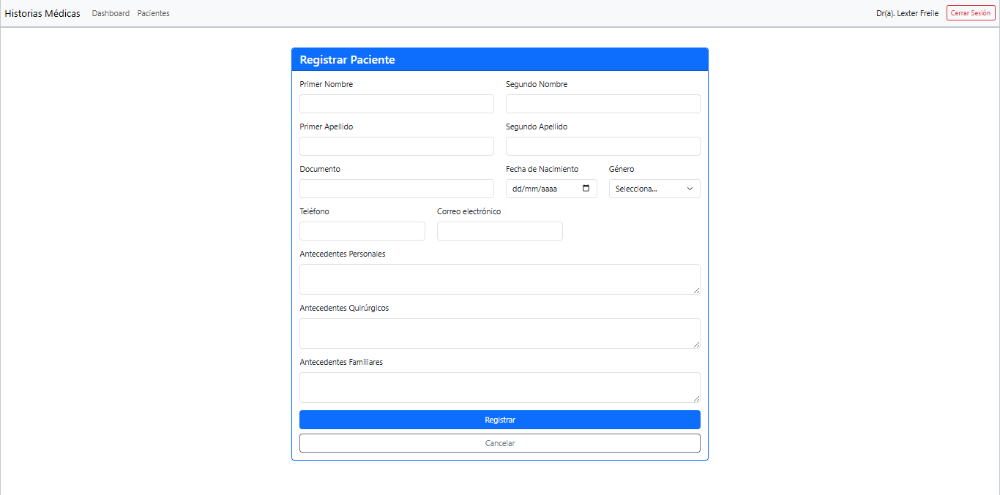 Historias Médicas Dashboard Pacientes Dr(a). Lexter Freile Cerrar Sesión
Registrar Paciente
Primer Nombre Segundo Nombre
Primer Apellido Segundo Apellido
Documento Fecha de Nacimiento Género
dd/mm/aaaa Selecciona...
Teléfono Correo electrónico
Antecedentes Personales
Antecedentes Quirúrgicos
Antecedentes Familiares
Registrar
Cancelar